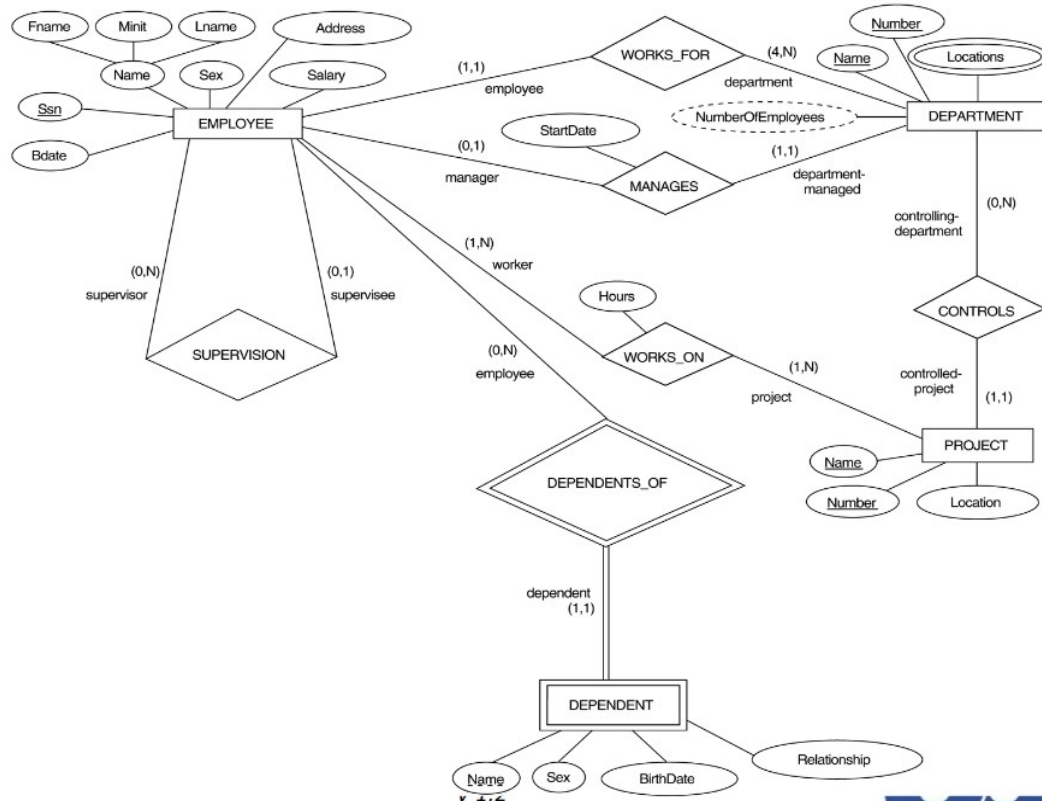 Fname
Minit
Lname
Address
Name
Sex
Salary
Ssn
Bdate
EMPLOYEE
(1,1)
employee
WORKS_FOR
(4,N)
department
Number
Name
Locations
NumberOfEmployees
DEPARTMENT
StartDate
(0,1)
manager
MANAGES
(1,1)
department-
managed
(0,N)
supervisor
(0,1)
supervisee
SUPERVISION
(1,N)
worker
Hours
WORKS_ON
(1,N)
project
controlling-
department
(0,N)
CONTROLS
controlled-
project
(1,1)
PROJECT
Name
Number
Location
(0,N)
employee
DEPENDENTS_OF
dependent
(1,1)
DEPENDENT
Name
Sex
BirthDate
Relationship